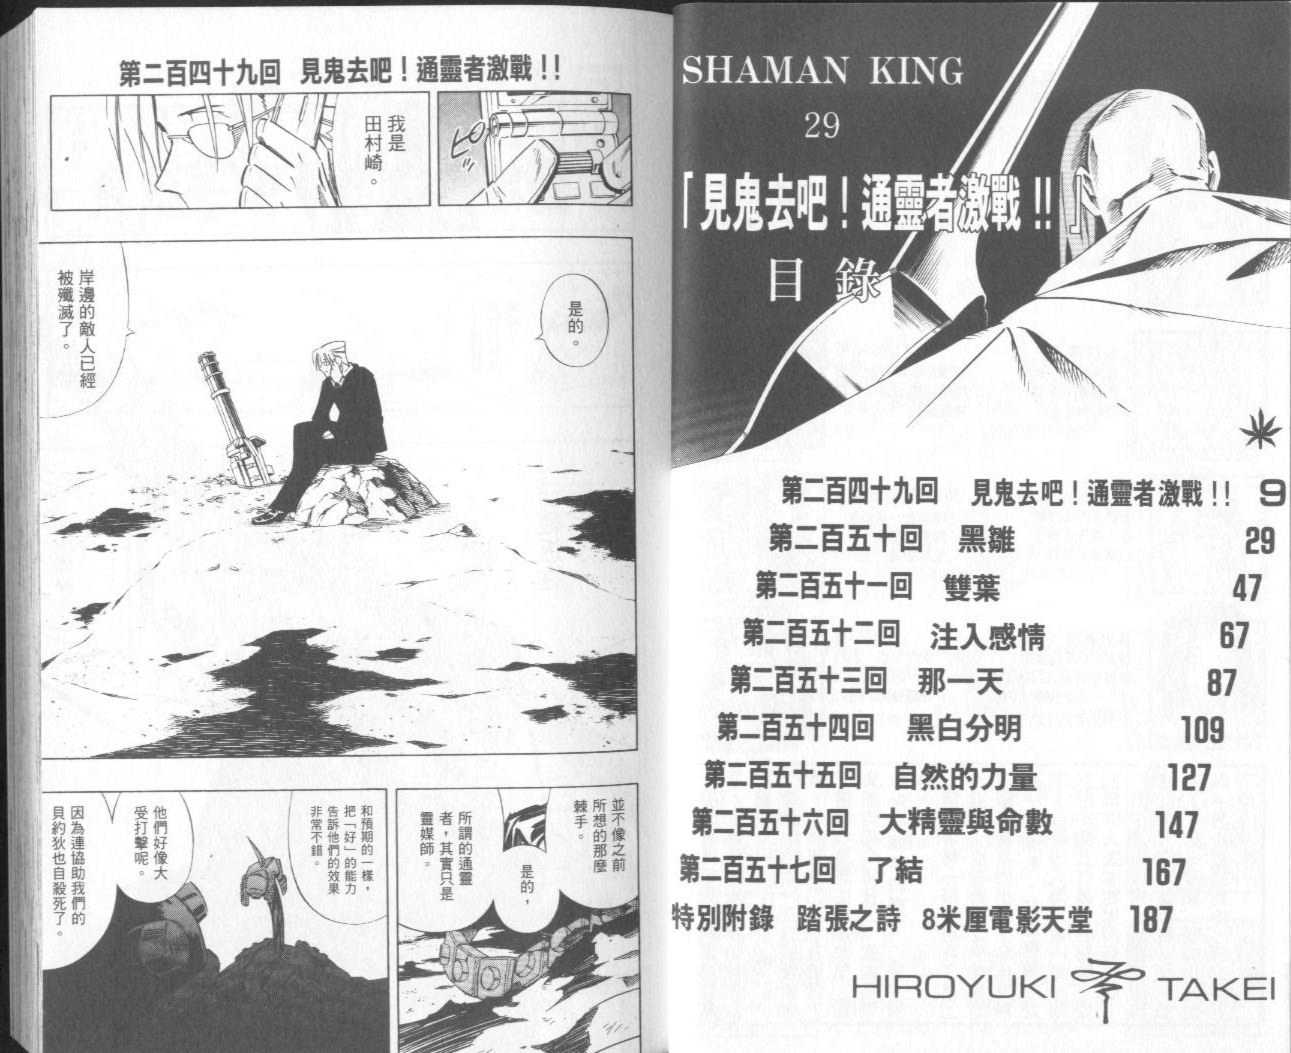 SHAMAN KING
29
「見鬼去吧！通靈者激戰！！」
目錄
第二百四十九回 見鬼去吧！通靈者激戰！！ 9
第二百五十回 黑雛 29
第二百五十一回 雙葉 47
第二百五十二回 注入感情 67
第二百五十三回 那一天 87
第二百五十四回 黑白分明 109
第二百五十五回 自然的力量 127
第二百五十六回 大精靈與命數 147
第二百五十七回 了結 167
特別附錄 踏張之詩 8米厘電影天堂 187
HIROYUKI TAKEI
第二百四十九回 見鬼去吧！通靈者激戰！！
ピッ
我是
田村崎。
是的。
岸邊的敵人已經
被殲滅了。
並不像之前
所想的那麼
棘手。
是的，
所謂的通靈
者，其實只是
靈媒師。
和預期的一樣，
把「好」的能力
告訴他們的效果
非常不錯。
他們好像大
受打擊呢。
因為連協助我們的
貝約狄也自殺死了。